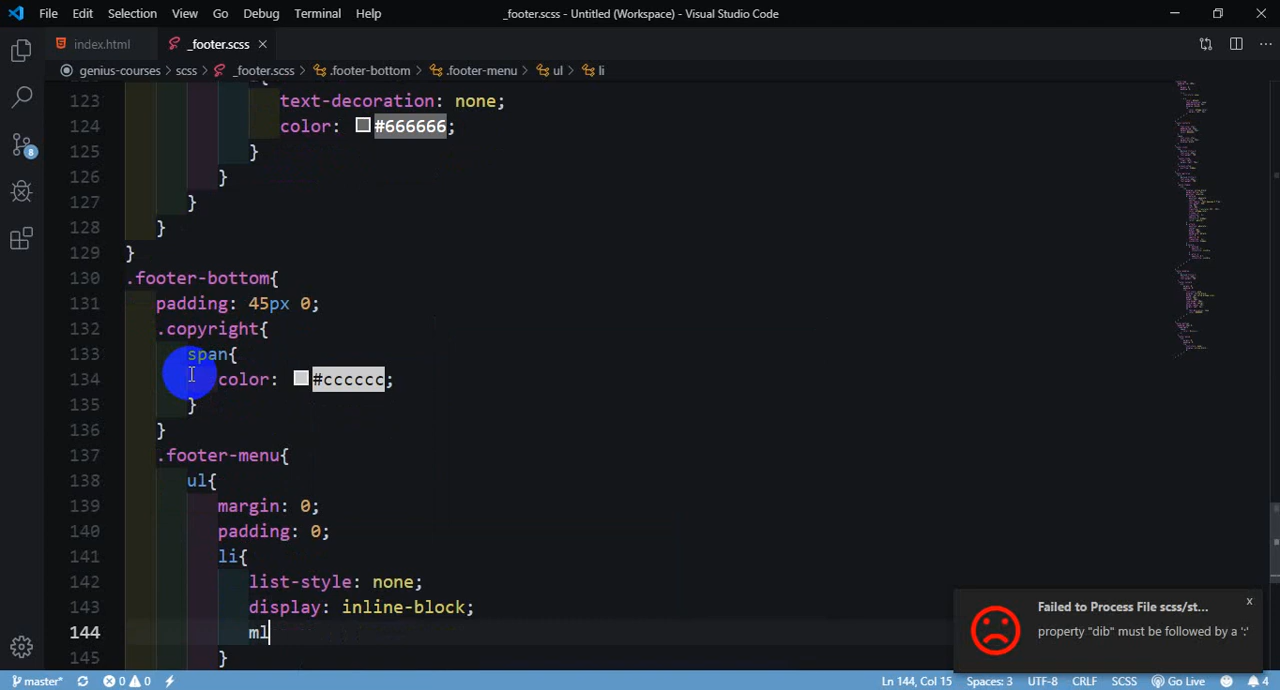 File Edit Selection View Go Debug Terminal Help _footer.scss - Untitled (Workspace) - Visual Studio Code
index.html _footer.scss
genius-courses > scss > _footer.scss > .footer-bottom > .footer-menu > ul > li
123 text-decoration: none;
124 color: #666666;
125 }
126 }
127 }
128 }
129 }
130 .footer-bottom{
131 padding: 45px 0;
132 .copyright{
133 span{
134 color: #cccccc;
135 }
136 }
137 .footer-menu{
138 ul{
139 margin: 0;
140 padding: 0;
141 li{
142 list-style: none;
143 display: inline-block;
144 ml
145 }
Failed to Process File scss/st... x
property "dib" must be followed by a ':'
8
master* 0 0 Ln 144, Col 15 Spaces: 3 UTF-8 CRLF SCSS Go Live 4